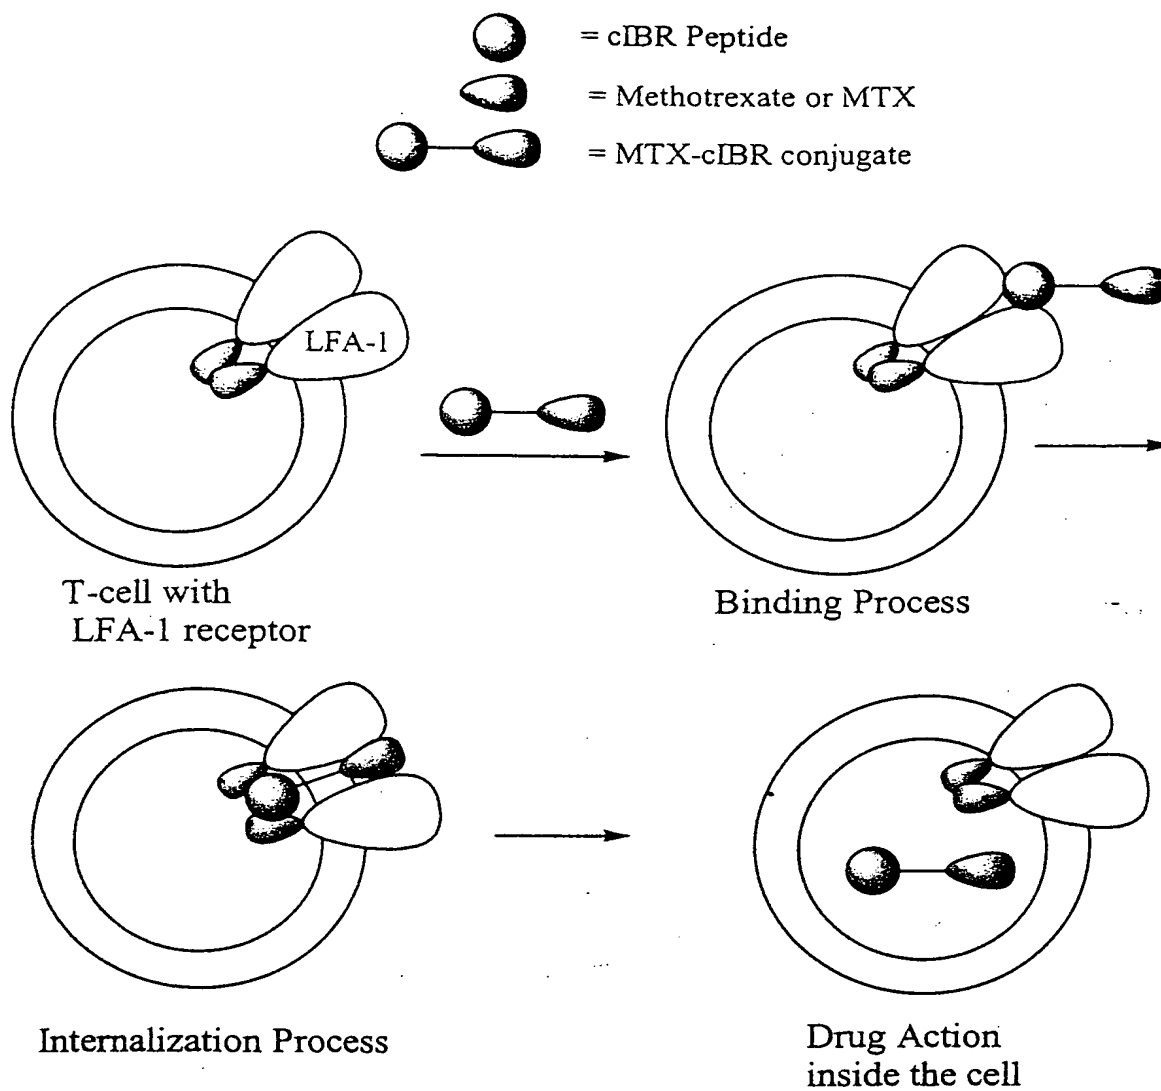 = cIBR Peptide
= Methotrexate or MTX
= MTX-cIBR conjugate
LFA-1
T-cell with
LFA-1 receptor
Binding Process
Internalization Process
Drug Action
inside the cell